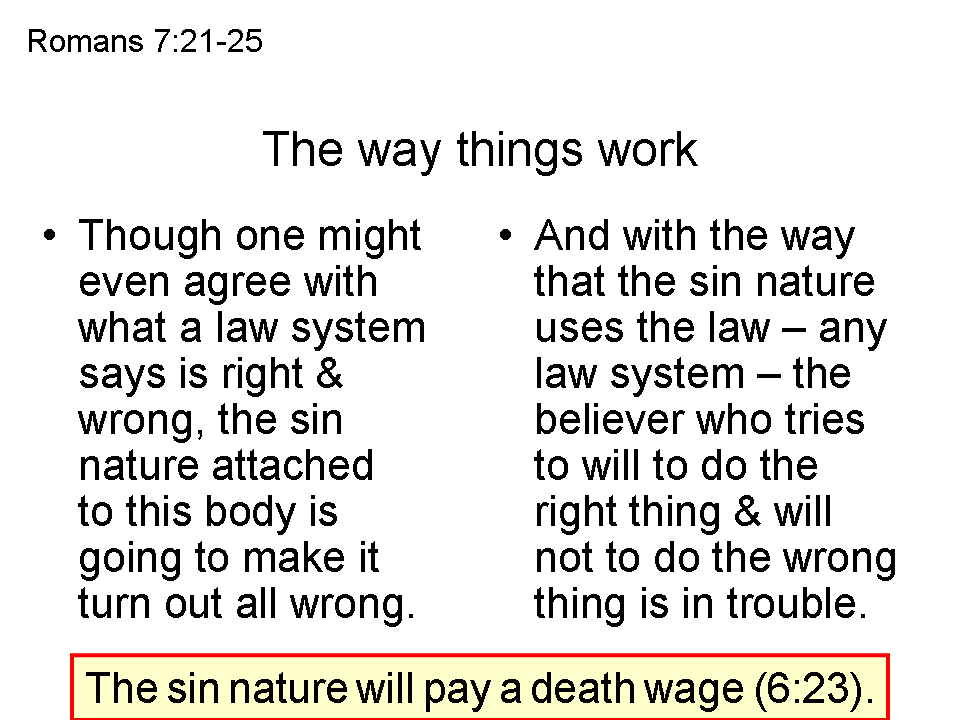 Romans 7:21-25
The way things work
• Though one might
even agree with
what a law system
says is right &
wrong, the sin
nature attached
to this body is
going to make it
turn out all wrong.
• And with the way
that the sin nature
uses the law – any
law system – the
believer who tries
to will to do the
right thing & will
not to do the wrong
thing is in trouble.
The sin nature will pay a death wage (6:23).